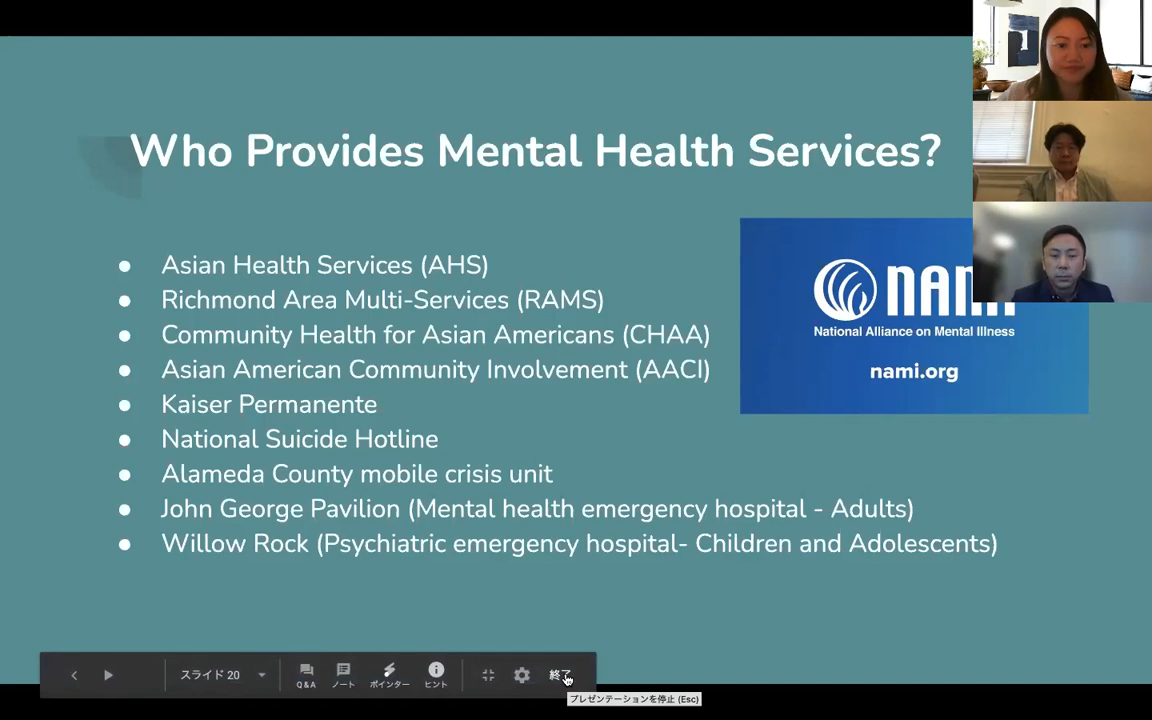 Who Provides Mental Health Services?
● Asian Health Services (AHS)
● Richmond Area Multi-Services (RAMS)
● Community Health for Asian Americans (CHAA)
● Asian American Community Involvement (AACI)
● Kaiser Permanente
● National Suicide Hotline
● Alameda County mobile crisis unit
● John George Pavilion (Mental health emergency hospital - Adults)
● Willow Rock (Psychiatric emergency hospital- Children and Adolescents)
nami
National Alliance on Mental Illness
nami.org
スライド 20
Q&A
ノート
ポインター
ヒント
終了
プレゼンテーションを停止 (Esc)